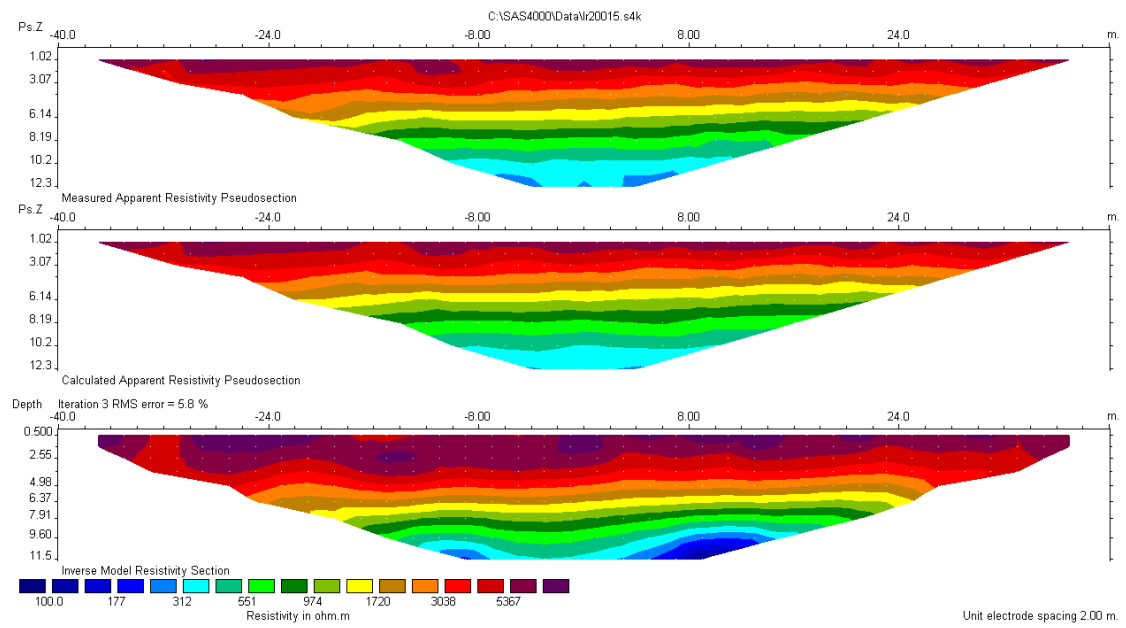 C:\SAS4000\Data\lr20015.s4k
Ps.Z
-40.0 -24.0 -8.00 8.00 24.0 m.
1.02
3.07
6.14
8.19
10.2
12.3
Measured Apparent Resistivity Pseudosection
Ps.Z
-40.0 -24.0 -8.00 8.00 24.0 m.
1.02
3.07
6.14
8.19
10.2
12.3
Calculated Apparent Resistivity Pseudosection
Depth Iteration 3 RMS error = 5.8 %
-40.0 -24.0 -8.00 8.00 24.0 m.
0.500
2.55
4.98
6.37
7.91
9.60
11.5
Inverse Model Resistivity Section
100.0 177 312 551 974 1720 3038 5367
Resistivity in ohm.m Unit electrode spacing 2.00 m.